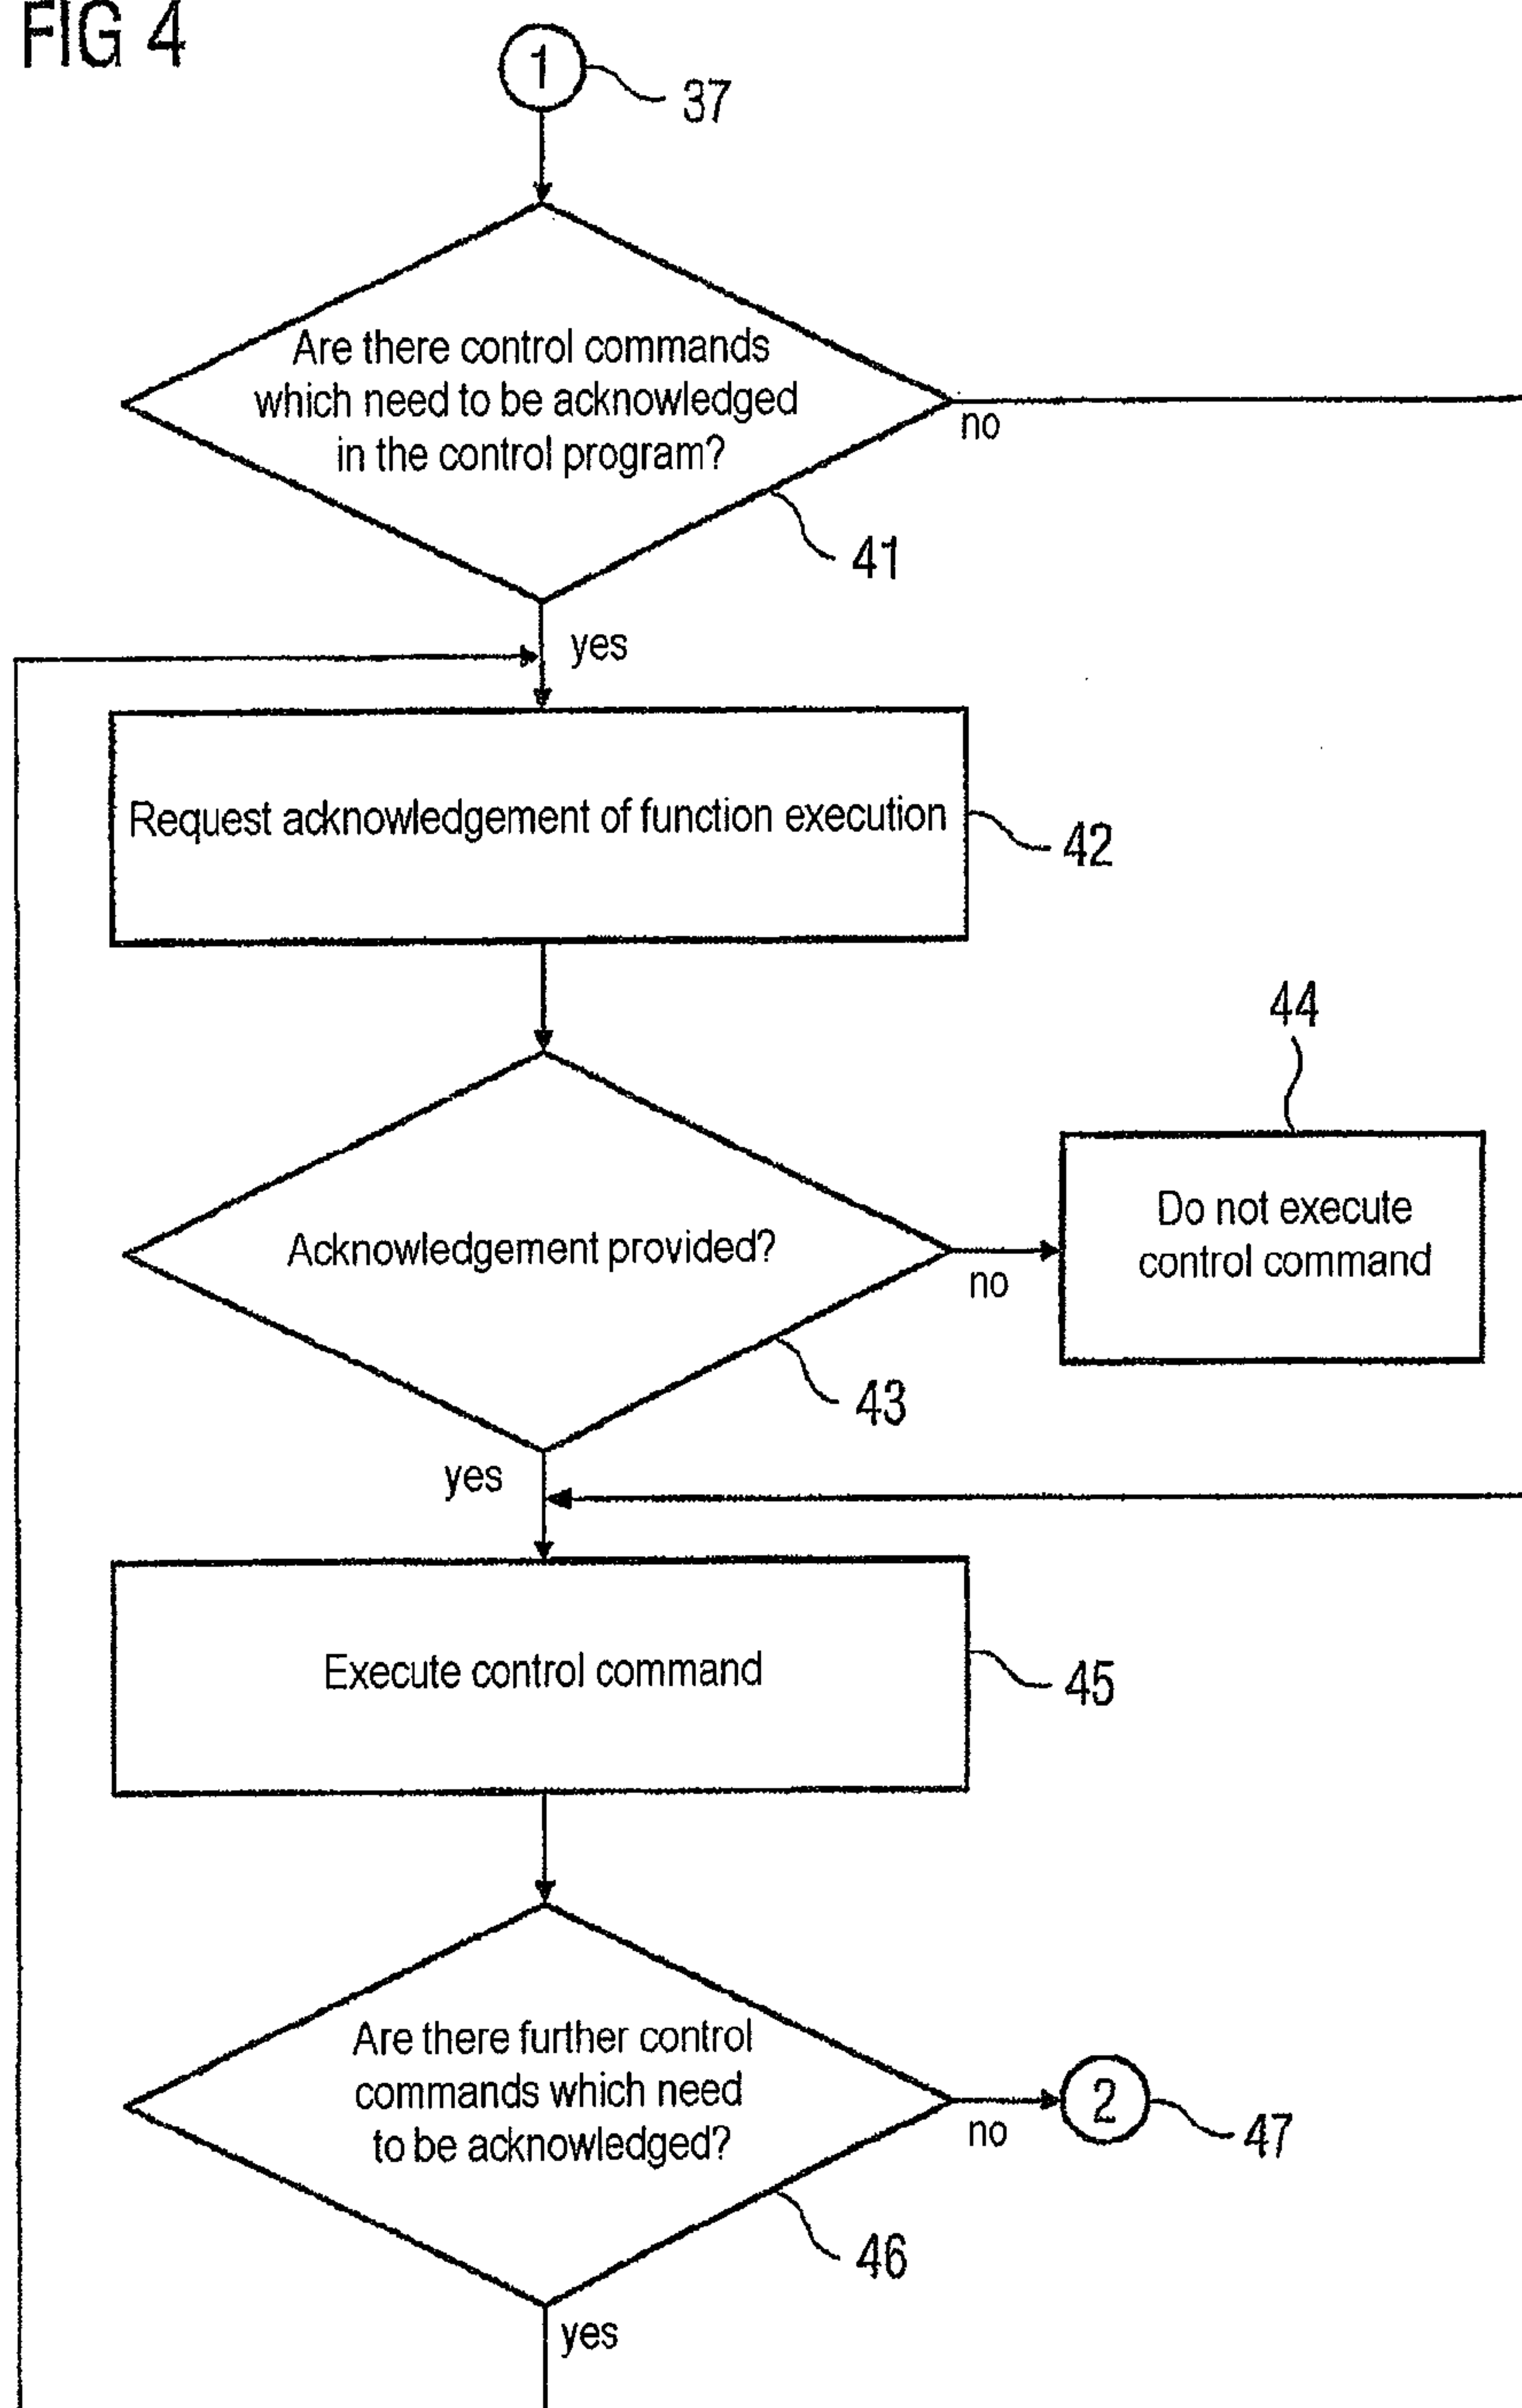 FIG 4
1
37
Are there control commands
which need to be acknowledged
in the control program?
no
41
yes
Request acknowledgement of function execution
42
44
Do not execute
control command
Acknowledgement provided?
no
43
yes
Execute control command
45
Are there further control
commands which need
to be acknowledged?
no
2
47
46
yes